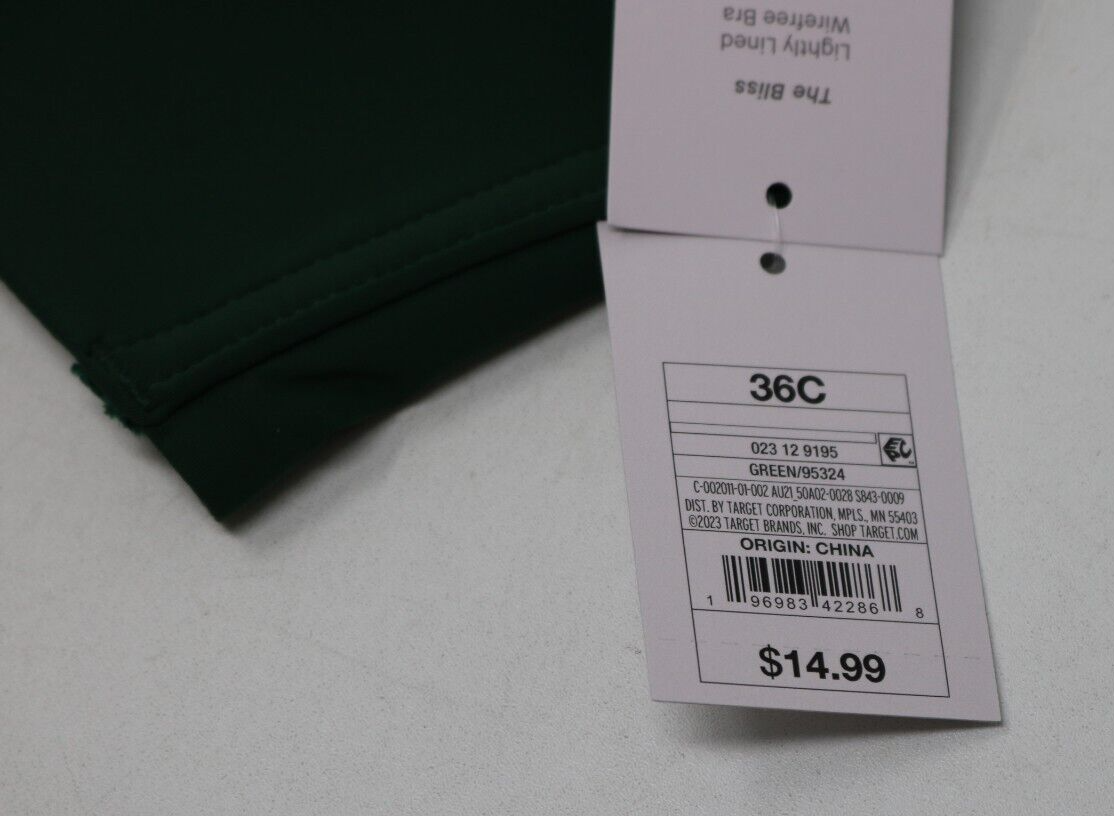 The Bliss
Lightly Lined
Wirefree Bra
36C
023 12 9195
GREEN/95324
C-002011-01-002 AU21_50A02-0028 S843-0009
DIST. BY TARGET CORPORATION, MPLS., MN 55403
©2023 TARGET BRANDS, INC. SHOP TARGET.COM
ORIGIN: CHINA
1 96983 42286 8
$14.99